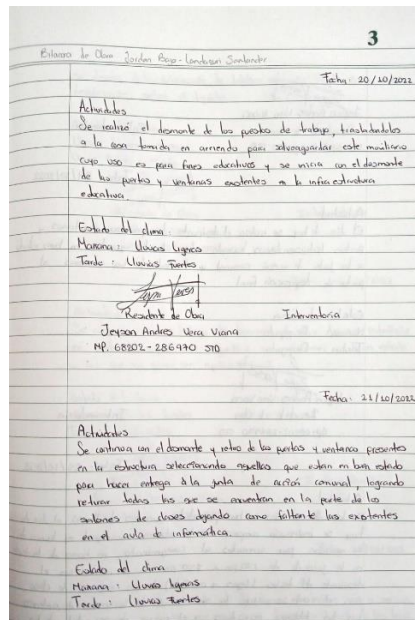 3
Bitacora de Obra Jordan Bajo - Landazuri Santander
Fecha: 20/10/2022
Actividades
Se realizó el desmonte de los puestos de trabajo, trasladandolos
a la casa tomada en arriendo para salvaguardar este mobiliario
cuyo uso es para fines educativos y se inicia con el desmonte
de las puertas y ventanas existentes en la infraestructura
educativa.
Estado del clima
Mañana: Lluvias Ligeras
Tarde: Lluvias Fuertes
Residente de Obra Interventoria
Jeyson Andres Vera Viana
MP. 68202-286970 STD
Fecha: 21/10/2022
Actividades
Se continua con el desmonte y retiro de las puertas y ventanas presentes
en la estructura seleccionando aquellas que estan en buen estado
para hacer entrega a la junta de acción comunal, logrando
retirar todas las que se encuentran en la parte de los
salones de clases dejando como faltante las existentes
en el aula de informática.
Estado del clima
Mañana: Lluvias ligeras
Tarde: Lluvias Fuertes.